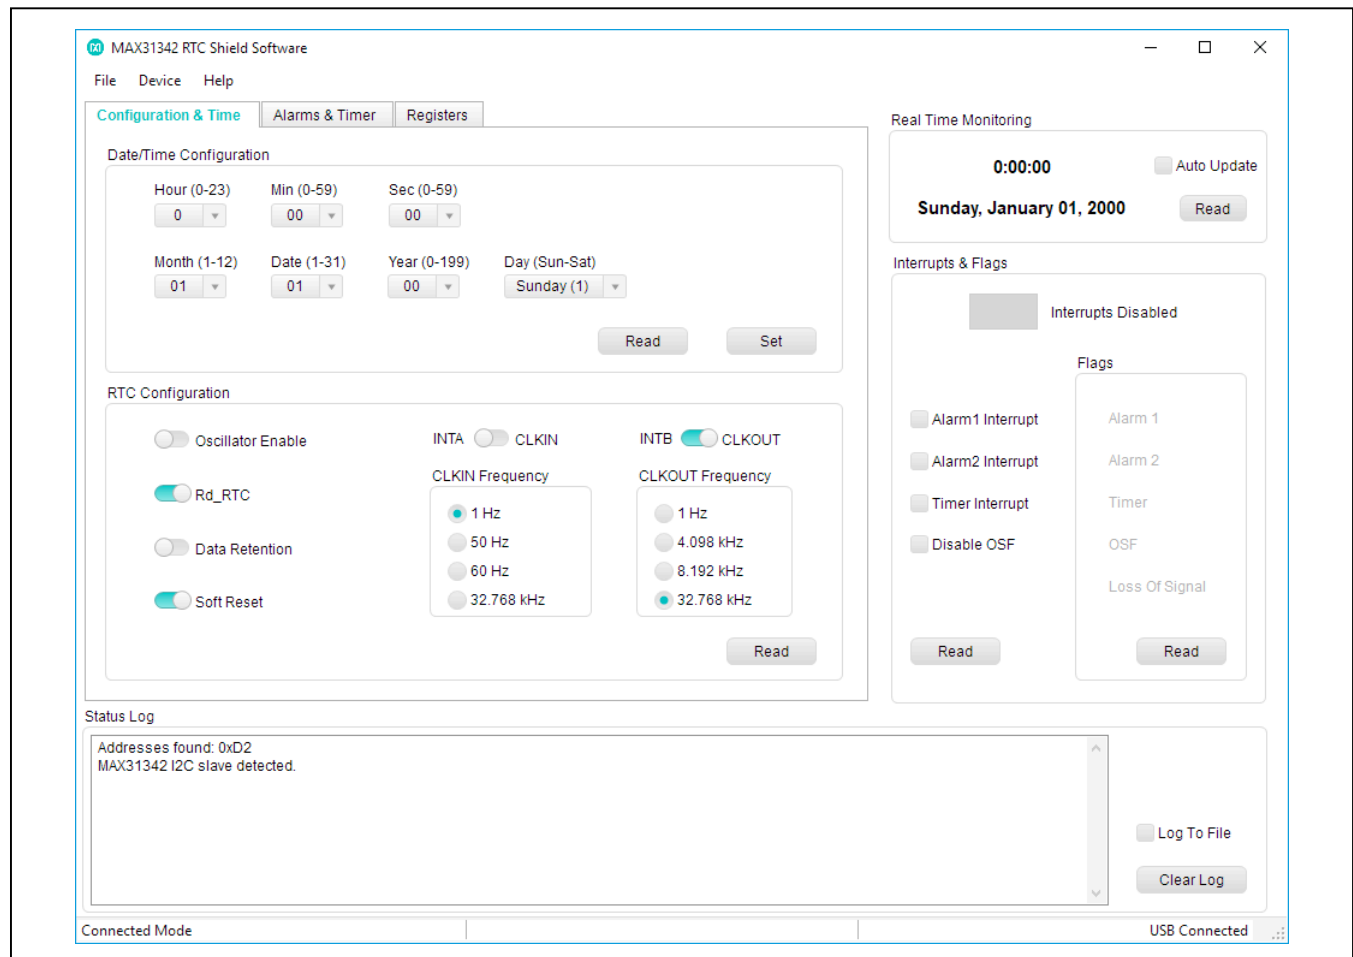 MAX31342 RTC Shield Software
File Device Help
Configuration & Time Alarms & Timer Registers
Date/Time Configuration
Hour (0-23) Min (0-59) Sec (0-59)
0 00 00
Month (1-12) Date (1-31) Year (0-199) Day (Sun-Sat)
01 01 00 Sunday (1)
Read Set
RTC Configuration
Oscillator Enable
Rd_RTC
Data Retention
Soft Reset
INTA CLKIN
CLKIN Frequency
1 Hz
50 Hz
60 Hz
32.768 kHz
INTB CLKOUT
CLKOUT Frequency
1 Hz
4.098 kHz
8.192 kHz
32.768 kHz
Read
Real Time Monitoring
0:00:00 Auto Update
Sunday, January 01, 2000 Read
Interrupts & Flags
Interrupts Disabled
Alarm1 Interrupt
Alarm2 Interrupt
Timer Interrupt
Disable OSF
Read
Flags
Alarm 1
Alarm 2
Timer
OSF
Loss Of Signal
Read
Status Log
Addresses found: 0xD2
MAX31342 I2C slave detected.
Log To File
Clear Log
Connected Mode USB Connected